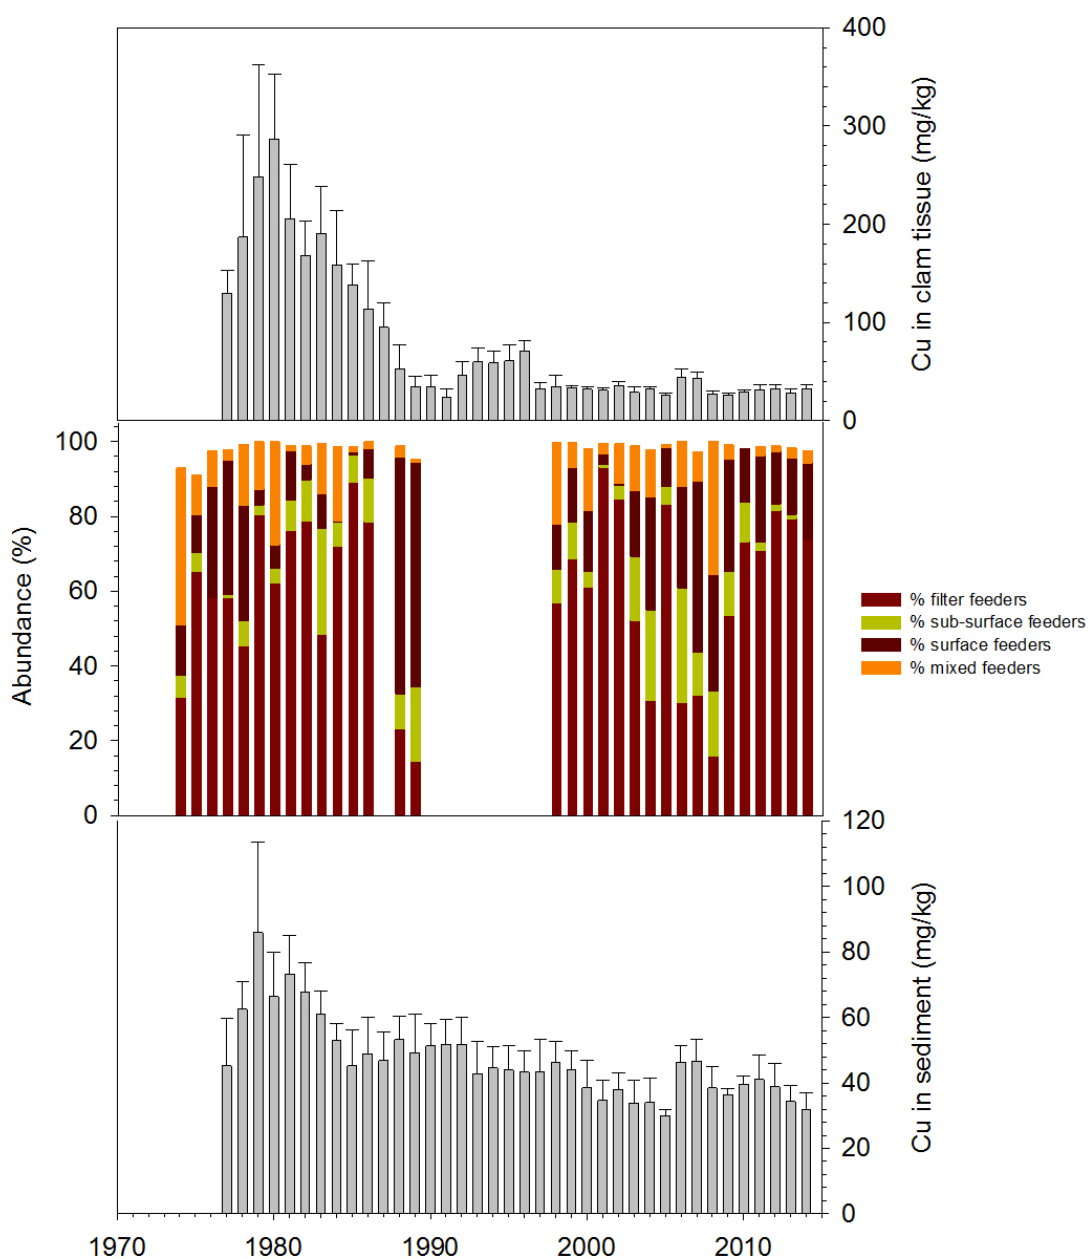 400
300
200
100
0
Cu in clam tissue (mg/kg)
100
80
60
40
20
0
Abundance (%)
% filter feeders
% sub-surface feeders
% surface feeders
% mixed feeders
120
100
80
60
40
20
0
Cu in sediment (mg/kg)
1970 1980 1990 2000 2010